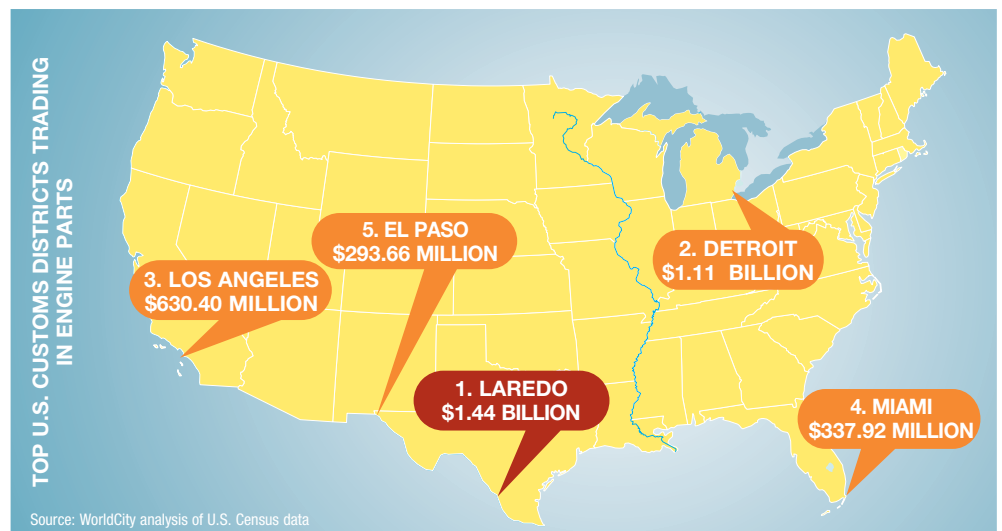 TOP U.S. CUSTOMS DISTRICTS TRADING
IN ENGINE PARTS
5. EL PASO
$293.66 MILLION
2. DETROIT
$1.11 BILLION
3. LOS ANGELES
$630.40 MILLION
1. LAREDO
$1.44 BILLION
4. MIAMI
$337.92 MILLION
Source: WorldCity analysis of U.S. Census data